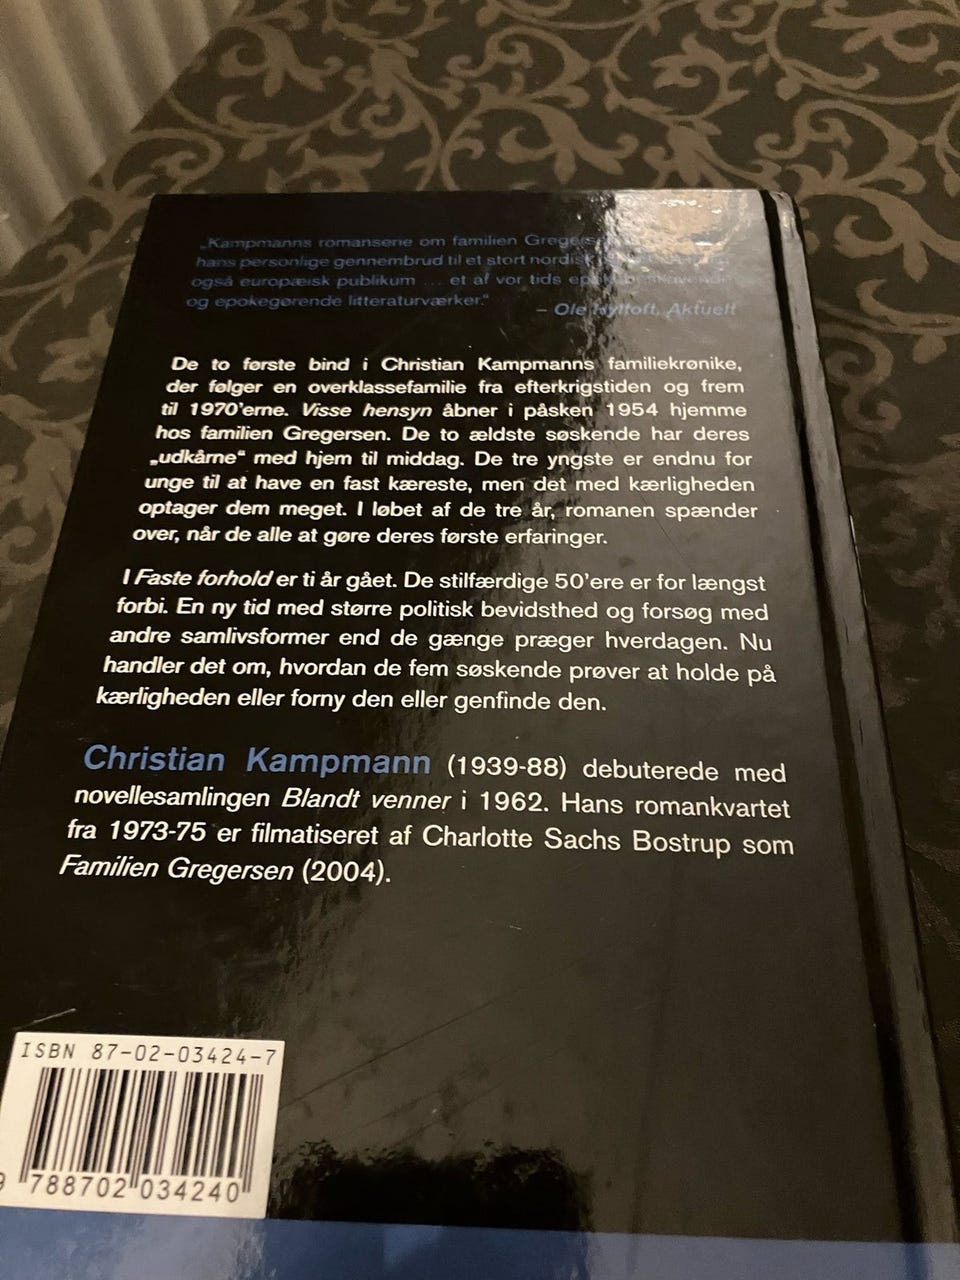 „Kampmanns romanserie om familien
hans personlige gennembrud til et stort nordisk
også europæisk publikum ... et af vor tids
og epokegørende litteraturværker.“
– Ole Hyltoft, Aktuelt
De to første bind i Christian Kampmanns familiekrønike,
der følger en overklassefamilie fra efterkrigstiden og frem
til 1970'erne. Visse hensyn åbner i påsken 1954 hjemme
hos familien Gregersen. De to ældste søskende har deres
„udkårne“ med hjem til middag. De tre yngste er endnu for
unge til at have en fast kæreste, men det med kærligheden
optager dem meget. I løbet af de tre år, romanen spænder
over, når de alle at gøre deres første erfaringer.
I Faste forhold er ti år gået. De stilfærdige 50'ere er for længst
forbi. En ny tid med større politisk bevidsthed og forsøg med
andre samlivsformer end de gænge præger hverdagen. Nu
handler det om, hvordan de fem søskende prøver at holde på
kærligheden eller forny den eller genfinde den.
Christian Kampmann (1939-88) debuterede med
novellesamlingen Blandt venner i 1962. Hans romankvartet
fra 1973-75 er filmatiseret af Charlotte Sachs Bostrup som
Familien Gregersen (2004).
ISBN 87-02-03424-7
9 788702 034240